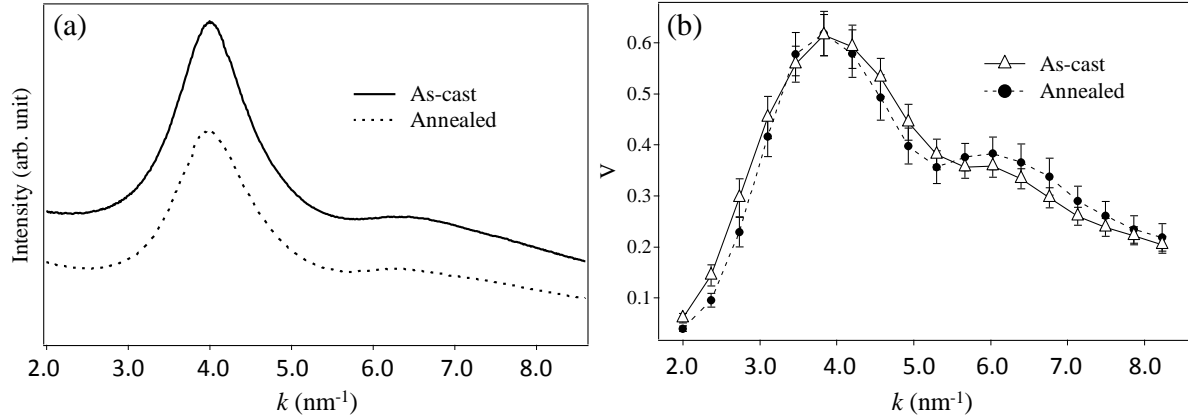 (a)
As-cast
Annealed
Intensity (arb. unit)
2.0 3.0 4.0 5.0 6.0 7.0 8.0
k (nm⁻¹)
(b)
As-cast
Annealed
V
0.6
0.5
0.4
0.3
0.2
0.1
2.0 3.0 4.0 5.0 6.0 7.0 8.0
k (nm⁻¹)